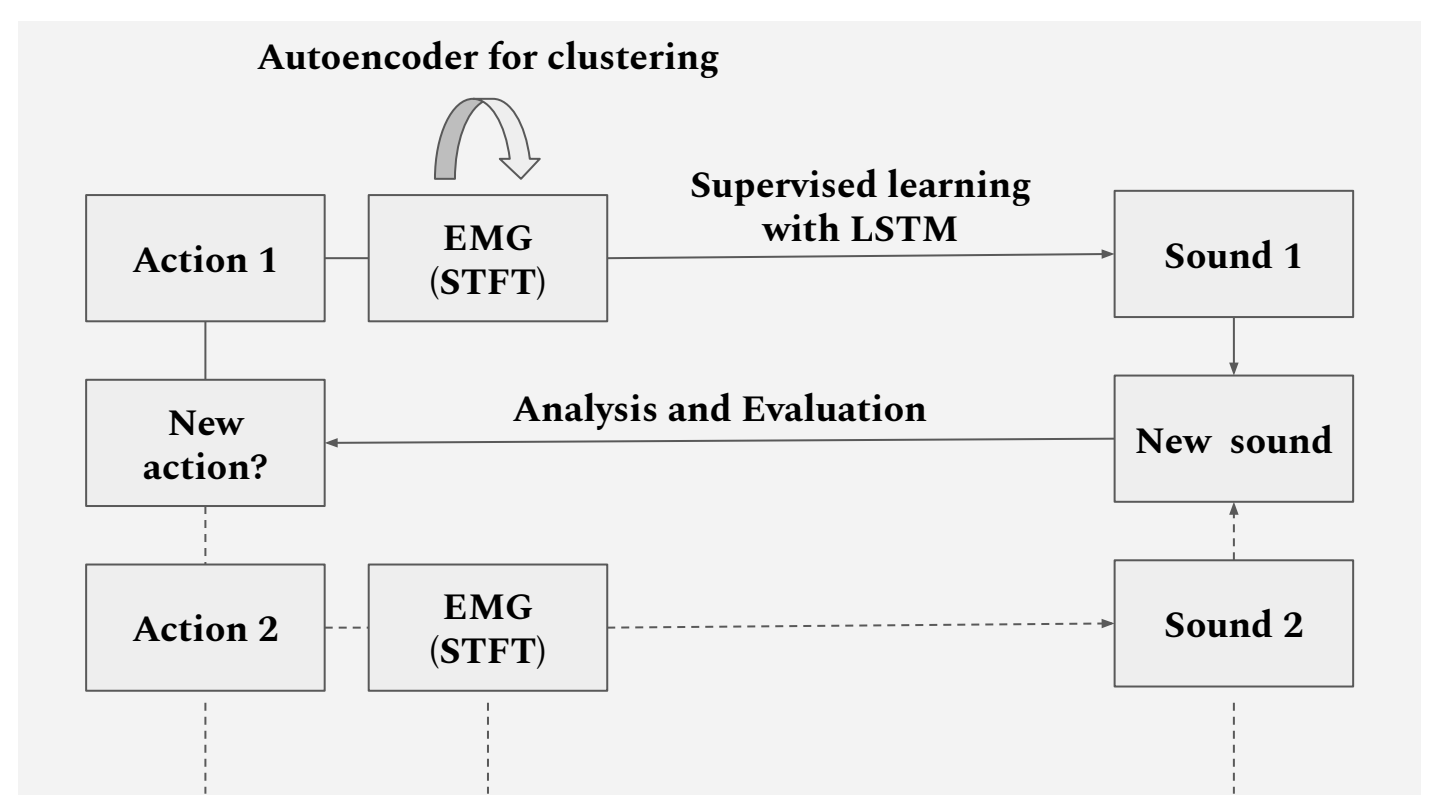 Autoencoder for clustering
Supervised learning
with LSTM
Action 1
EMG
(STFT)
Sound 1
New
action?
Analysis and Evaluation
New sound
Action 2
EMG
(STFT)
Sound 2